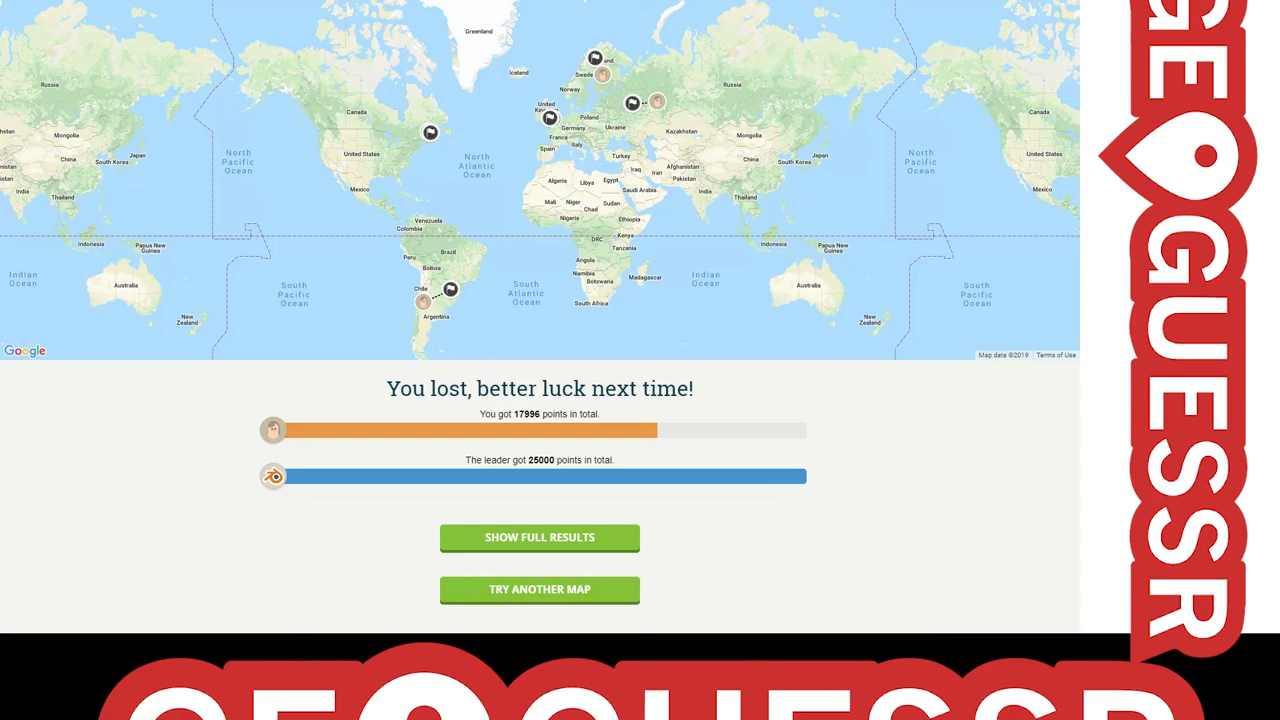 Greenland
Iceland
Swede
Norway
United
Poland
Germany
Ukraine
France
Spain
Italy
Turkey
Kazakhstan
Russia
Mongolia
China
Japan
South Korea
India
Thailand
Iraq
Iran
Afghanistan
Pakistan
Algeria
Libya
Egypt
Saudi Arabia
Mali
Niger
Chad
Sudan
Nigeria
Ethiopia
DRC
Kenya
Tanzania
Angola
Namibia
Botswana
Madagascar
South Africa
Canada
United States
Mexico
Venezuela
Colombia
Brazil
Peru
Bolivia
Chile
Argentina
Indonesia
Papua New
Guinea
Australia
New
Zealand
North
Pacific
Ocean
North
Atlantic
Ocean
South
Pacific
Ocean
South
Atlantic
Ocean
Indian
Ocean
Russia
Mongolia
China
Japan
South Korea
India
Thailand
Indonesia
Papua New
Guinea
Australia
New
Zealand
North
Pacific
Ocean
South
Pacific
Ocean
Indian
Ocean
Canada
United States
Mexico
Google
Map data ©2019 Terms of Use
You lost, better luck next time!
You got 17996 points in total.
The leader got 25000 points in total.
SHOW FULL RESULTS
TRY ANOTHER MAP
GEOGUESSR
GEOGUESSR